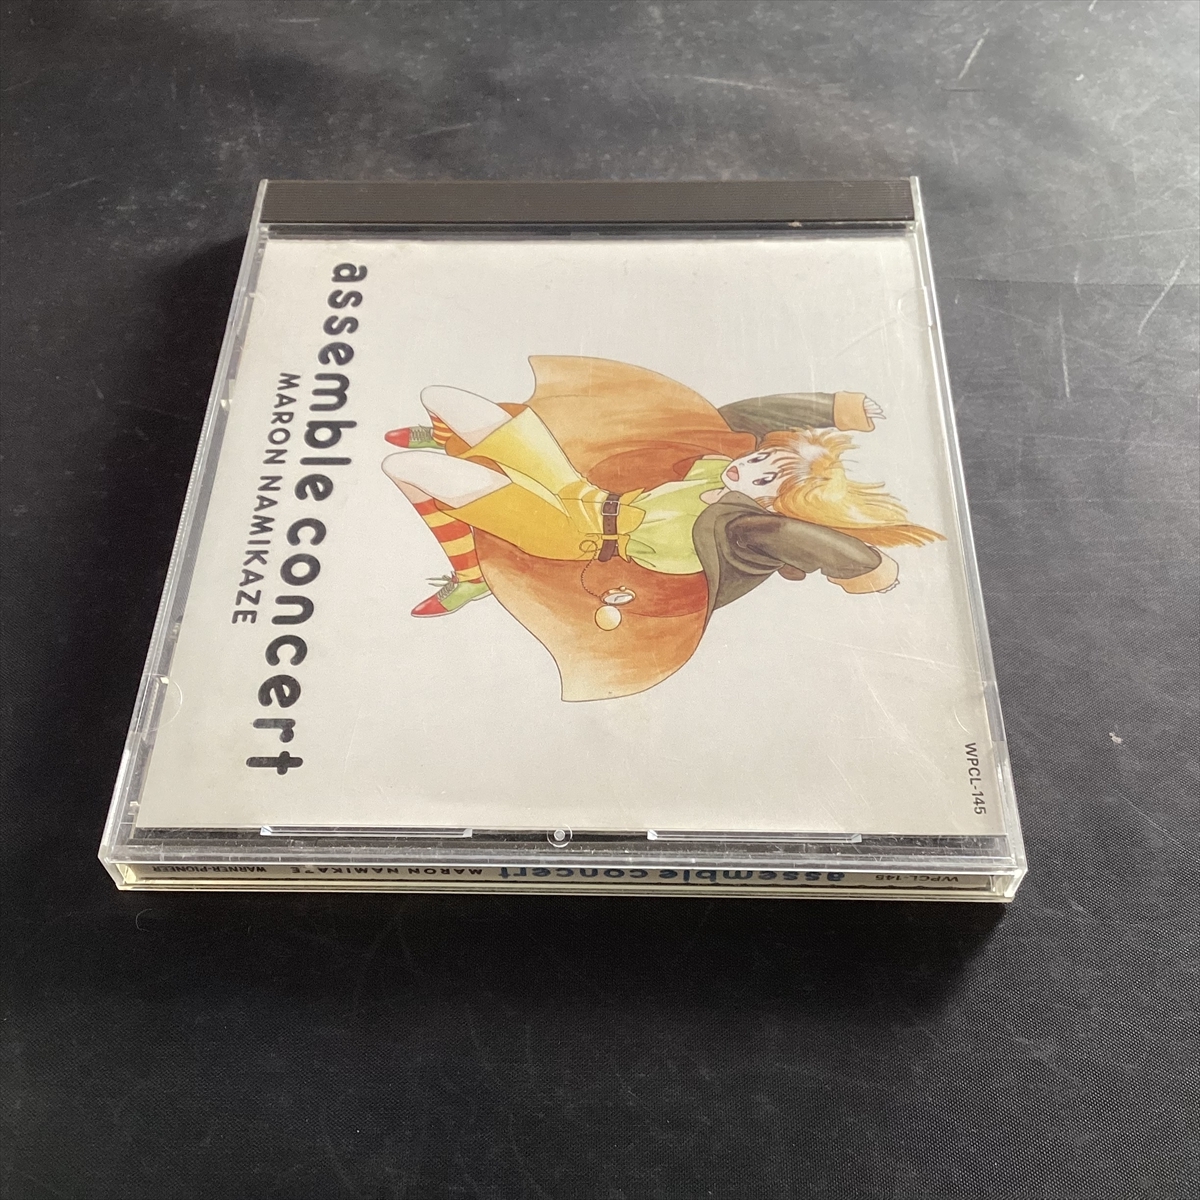 assemble concert
MARON NAMIKAZE
WPCL-145
WPCL-145 assemble concert MARON NAMIKAZE WARNER-PIONEER